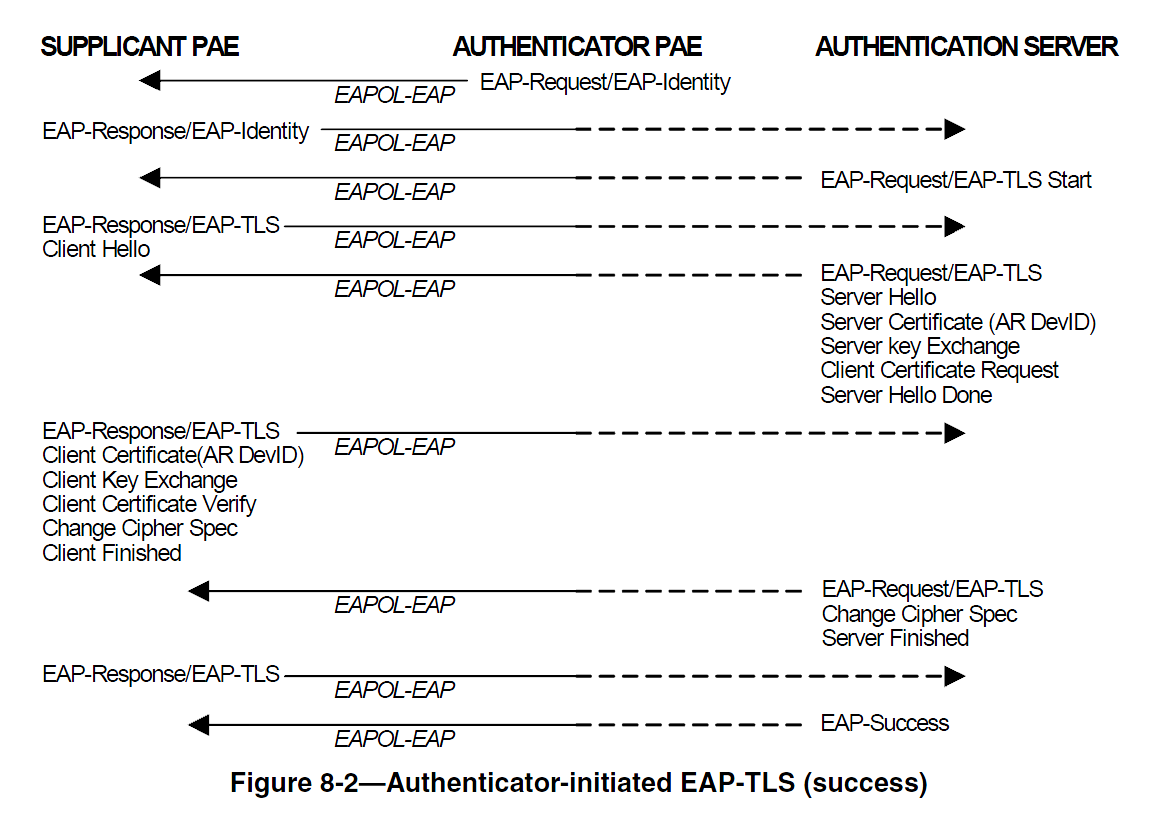 SUPPLICANT PAE AUTHENTICATOR PAE AUTHENTICATION SERVER
EAP-Request/EAP-Identity
EAPOL-EAP
EAP-Response/EAP-Identity
EAPOL-EAP
EAP-Request/EAP-TLS Start
EAPOL-EAP
EAP-Response/EAP-TLS
Client Hello
EAPOL-EAP
EAP-Request/EAP-TLS
Server Hello
Server Certificate (AR DevID)
Server key Exchange
Client Certificate Request
Server Hello Done
EAPOL-EAP
EAP-Response/EAP-TLS
Client Certificate(AR DevID)
Client Key Exchange
Client Certificate Verify
Change Cipher Spec
Client Finished
EAPOL-EAP
EAP-Request/EAP-TLS
Change Cipher Spec
Server Finished
EAPOL-EAP
EAP-Response/EAP-TLS
EAPOL-EAP
EAP-Success
EAPOL-EAP
Figure 8-2—Authenticator-initiated EAP-TLS (success)